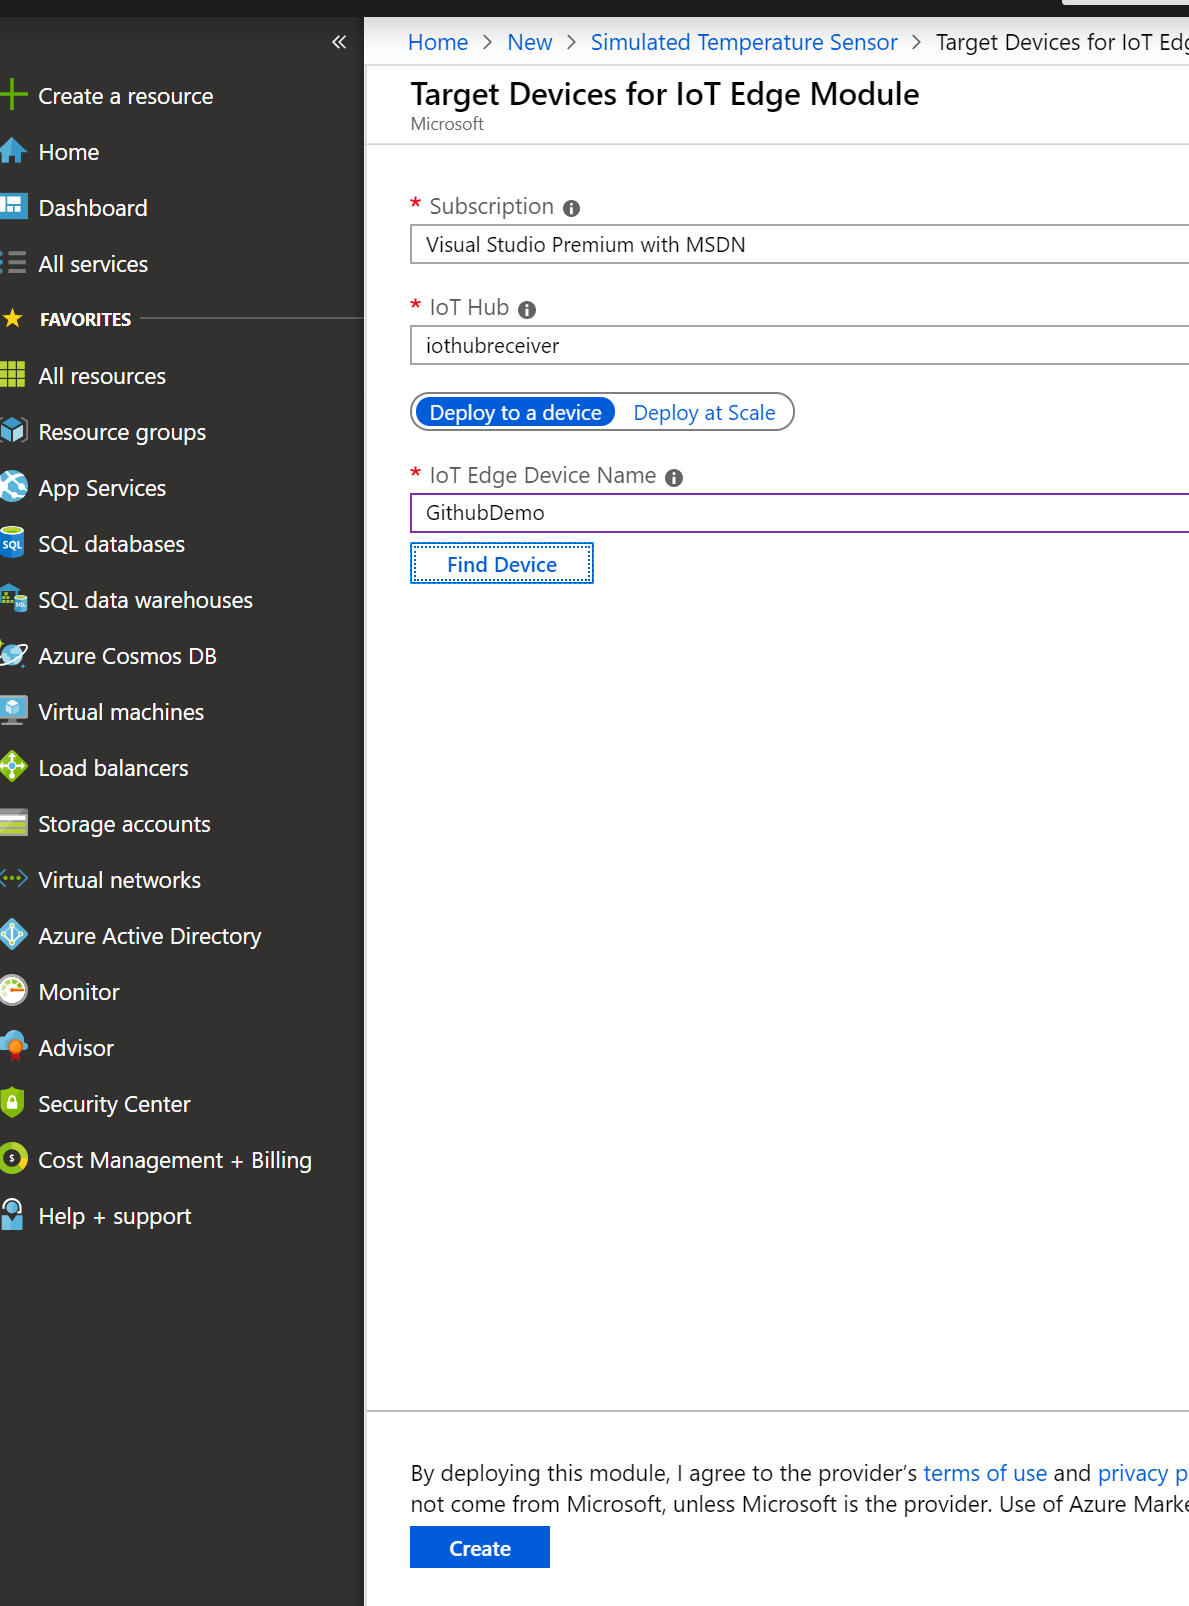 «
Create a resource
Home
Dashboard
All services
FAVORITES
All resources
Resource groups
App Services
SQL databases
SQL data warehouses
Azure Cosmos DB
Virtual machines
Load balancers
Storage accounts
Virtual networks
Azure Active Directory
Monitor
Advisor
Security Center
Cost Management + Billing
Help + support
Home > New > Simulated Temperature Sensor > Target Devices for IoT Edg
Target Devices for IoT Edge Module
Microsoft
* Subscription
Visual Studio Premium with MSDN
* IoT Hub
iothubreceiver
Deploy to a device Deploy at Scale
* IoT Edge Device Name
GithubDemo
Find Device
By deploying this module, I agree to the provider’s terms of use and privacy p
not come from Microsoft, unless Microsoft is the provider. Use of Azure Marke
Create